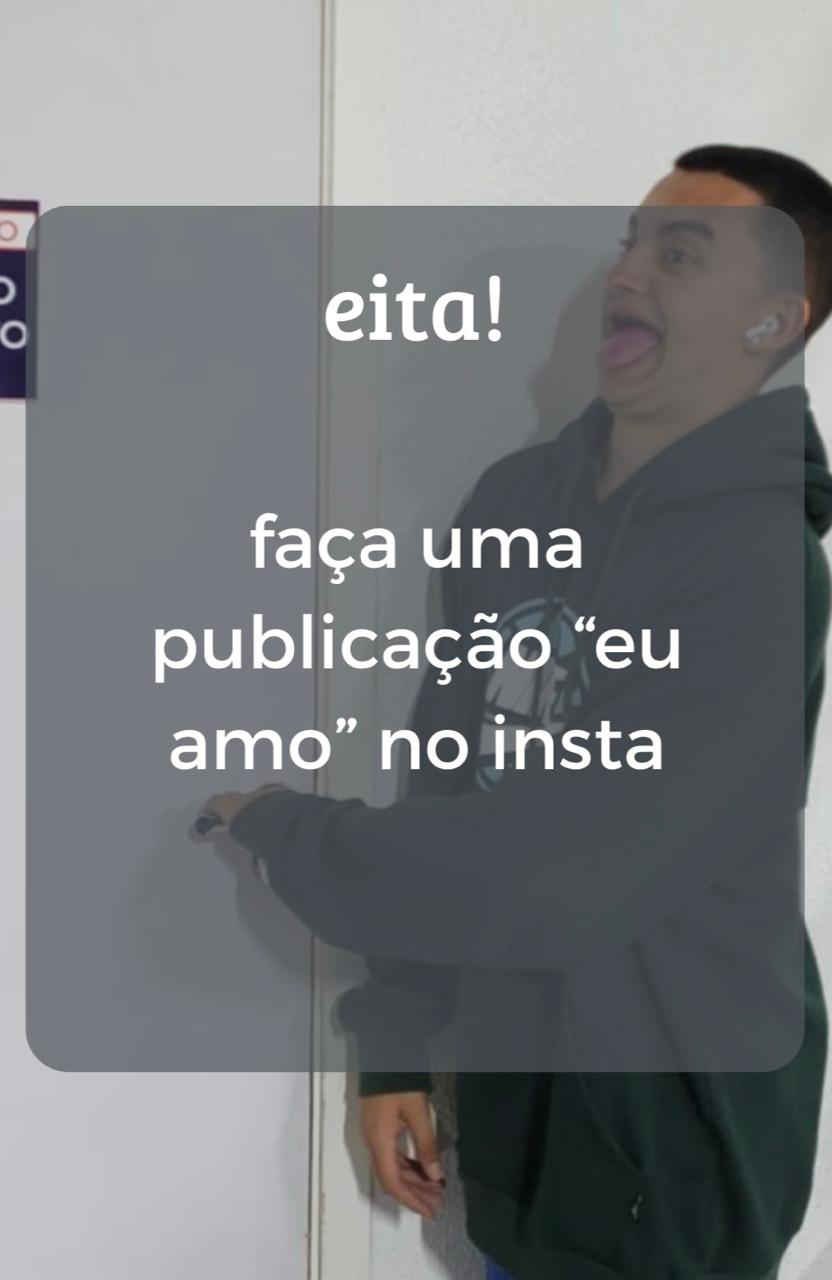 eita!
faça uma
publicação “eu
amo” no insta